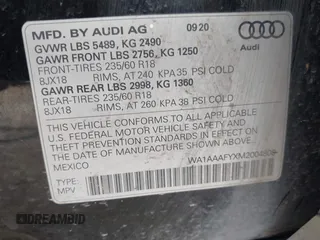 MFD. BY AUDI AG 0920
GVWR LBS 5489, KG 2490
GAWR FRONT LBS 2756, KG 1250
FRONT-TIRES 235/60 R18
8JX18 -RIMS, AT 240 KPA 35 PSI COLD
GAWR REAR LBS 2998, KG 1360
REAR-TIRES 235/60 R18
8JX18 -RIMS, AT 260 KPA 38 PSI COLD
Audi
THIS VEHICLE CONFORMS TO ALL APPLICABLE
U.S. FEDERAL MOTOR VEHICLE SAFETY
STANDARDS IN EFFECT ON THE DATE OF
MANUFACTURE SHOWN ABOVE
MEXICO
TYPE: MPV
DREAMBID